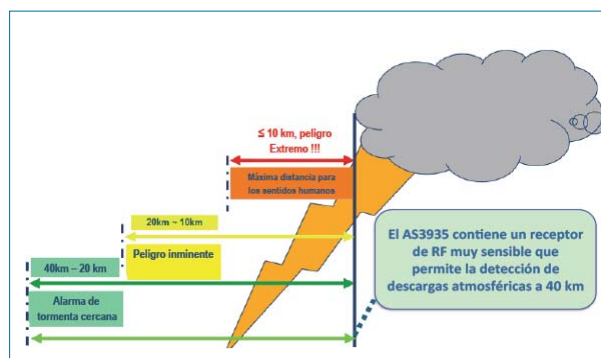 ≤ 10 km, peligro
Extremo !!!
Máxima distancia para
los sentidos humanos
20km ~ 10km
Peligro inminente
40km – 20 km
Alarma de
tormenta cercana
El AS3935 contiene un receptor
de RF muy sensible que
permite la detección de
descargas atmosféricas a 40 km